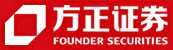 方正证券
FOUNDER SECURITIES